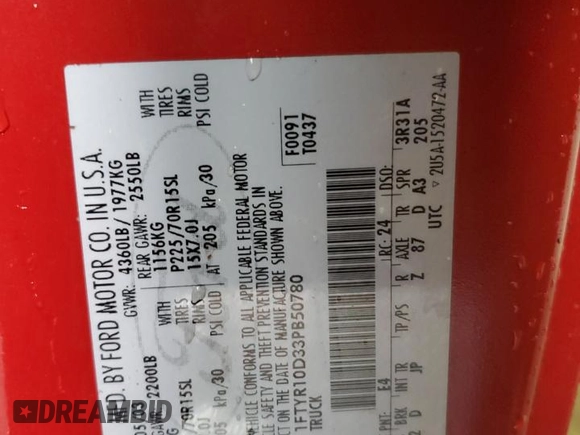 MFD. BY FORD MOTOR CO. IN U.S.A.
GVWR: 4360LB/ 1977KG
2200LB REAR GAWR: 2550LB
1156KG
WITH P225/70R15SL WITH
TIRES 15X7.0J TIRES
RIMS RIMS
PSI COLD AT 205 kPa/30 PSI COLD
205 kPa/30
VEHICLE CONFORMS TO ALL APPLICABLE FEDERAL MOTOR
VEHICLE SAFETY AND THEFT PREVENTION STANDARDS IN
EFFECT ON THE DATE OF MANUFACTURE SHOWN ABOVE.
1FTYR10D33PB50780 F0091
TRUCK T0437
PNT: E4 RC: 24 DSO:
BRK INT TR TP/PS R AXLE TR SPR 3R31A
2 D JP Z 87 D A3 205
UTC ▽ 2U5A-1520472-AA
DREAMBID